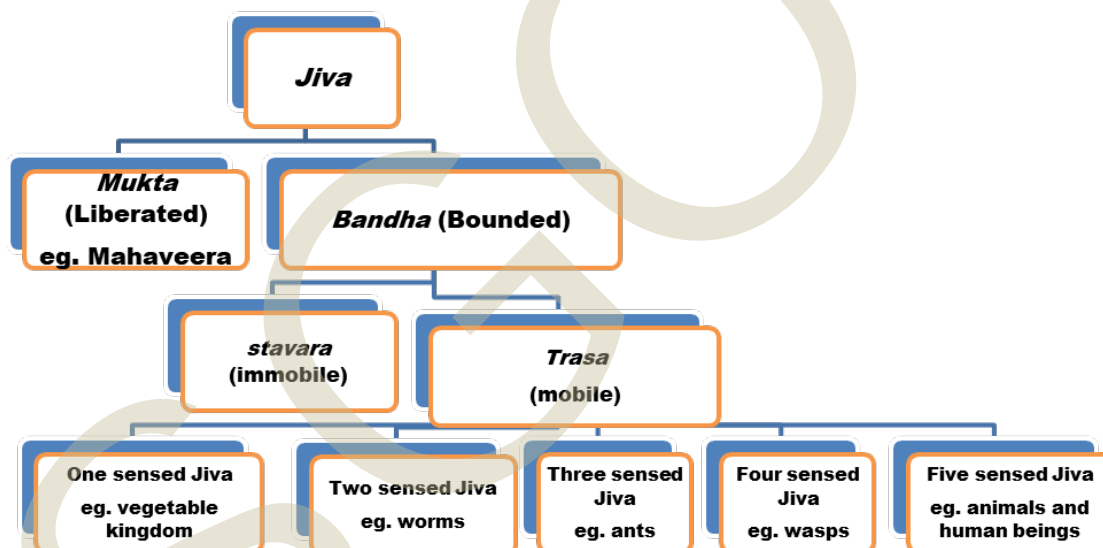 Jiva
Mukta
(Liberated)
eg. Mahaveera
Bandha (Bounded)
stavara
(immobile)
Trasa
(mobile)
One sensed Jiva
eg. vegetable
kingdom
Two sensed Jiva
eg. worms
Three sensed
Jiva
eg. ants
Four sensed
Jiva
eg. wasps
Five sensed Jiva
eg. animals and
human beings